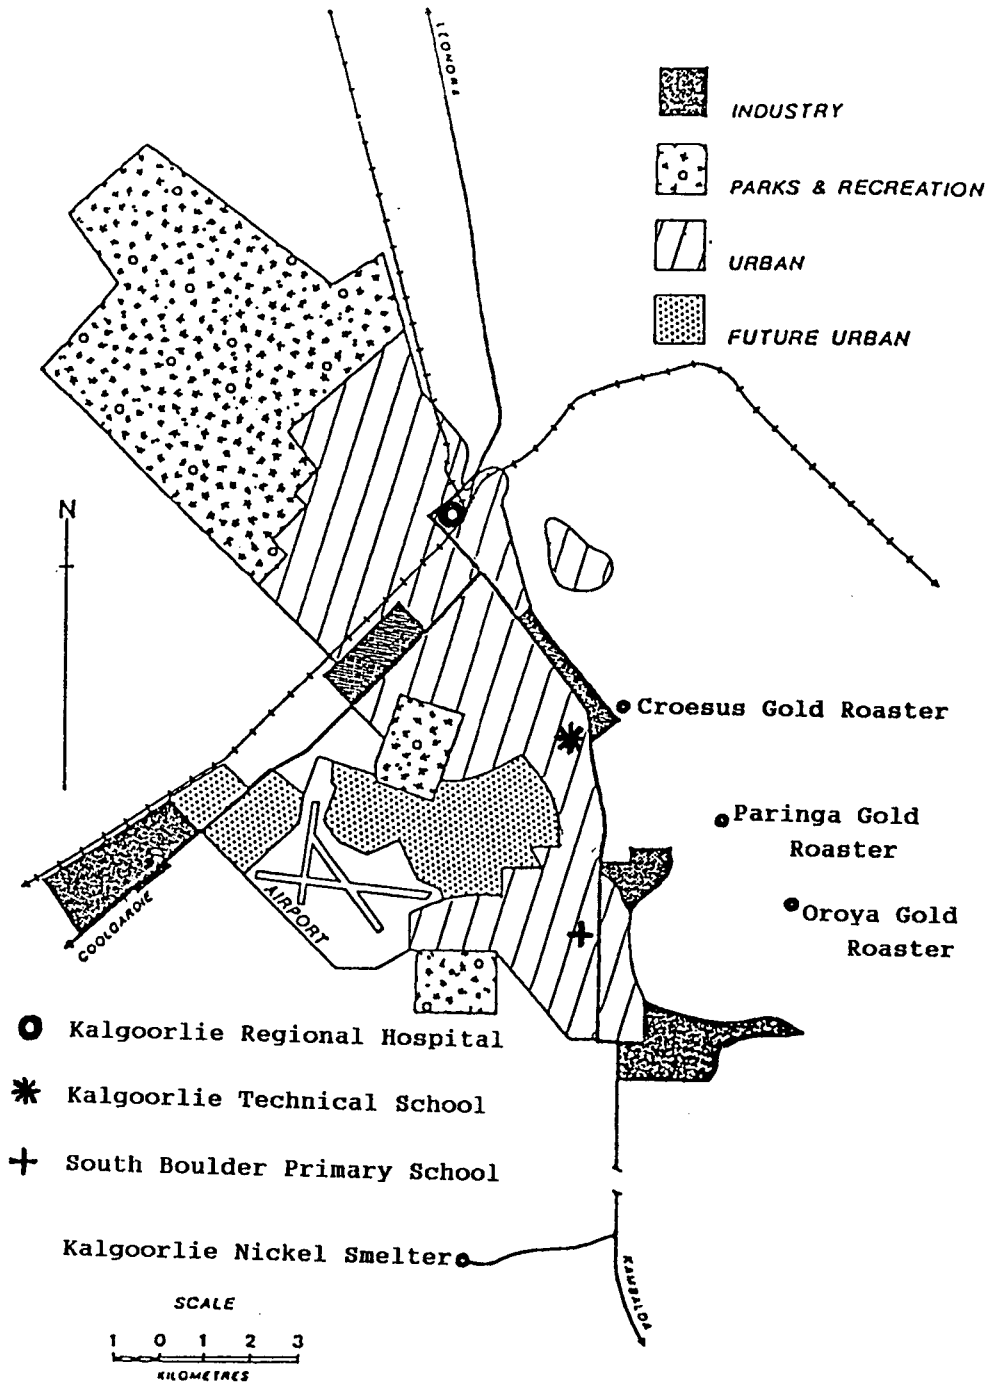 LEONORE
INDUSTRY
PARKS & RECREATION
URBAN
FUTURE URBAN
N
Croesus Gold Roaster
Paringa Gold
Roaster
Oroya Gold
Roaster
AIRPORT
COOLGARDIE
Kalgoorlie Regional Hospital
Kalgoorlie Technical School
South Boulder Primary School
Kalgoorlie Nickel Smelter
KAMBALDA
SCALE
1 0 1 2 3
KILOMETRES